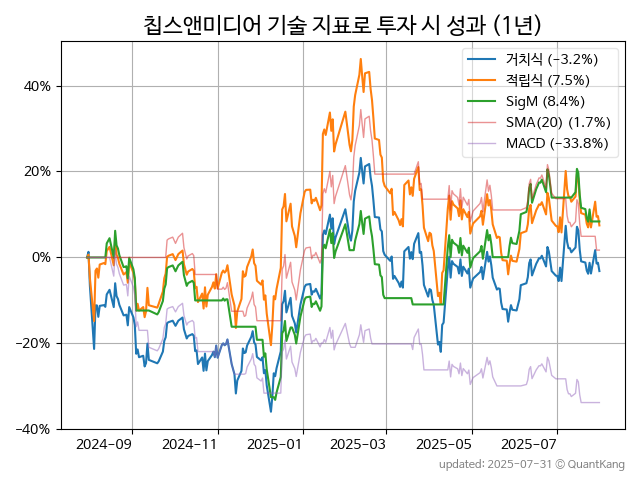 칩스앤미디어 기술 지표로 투자 시 성과 (1년)
거치식 (−3.2%)
적립식 (7.5%)
SigM (8.4%)
SMA(20) (1.7%)
MACD (−33.8%)
40%
20%
0%
−20%
−40%
2024-09
2024-11
2025-01
2025-03
2025-05
2025-07
updated: 2025-07-31 © QuantKang